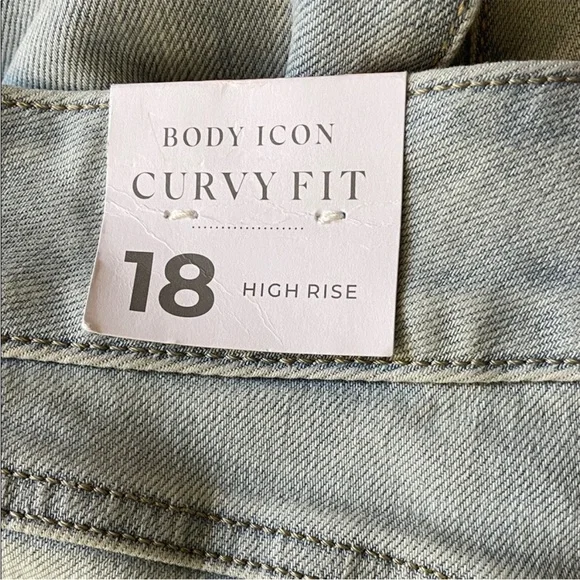 BODY ICON
CURVY FIT
18 HIGH RISE